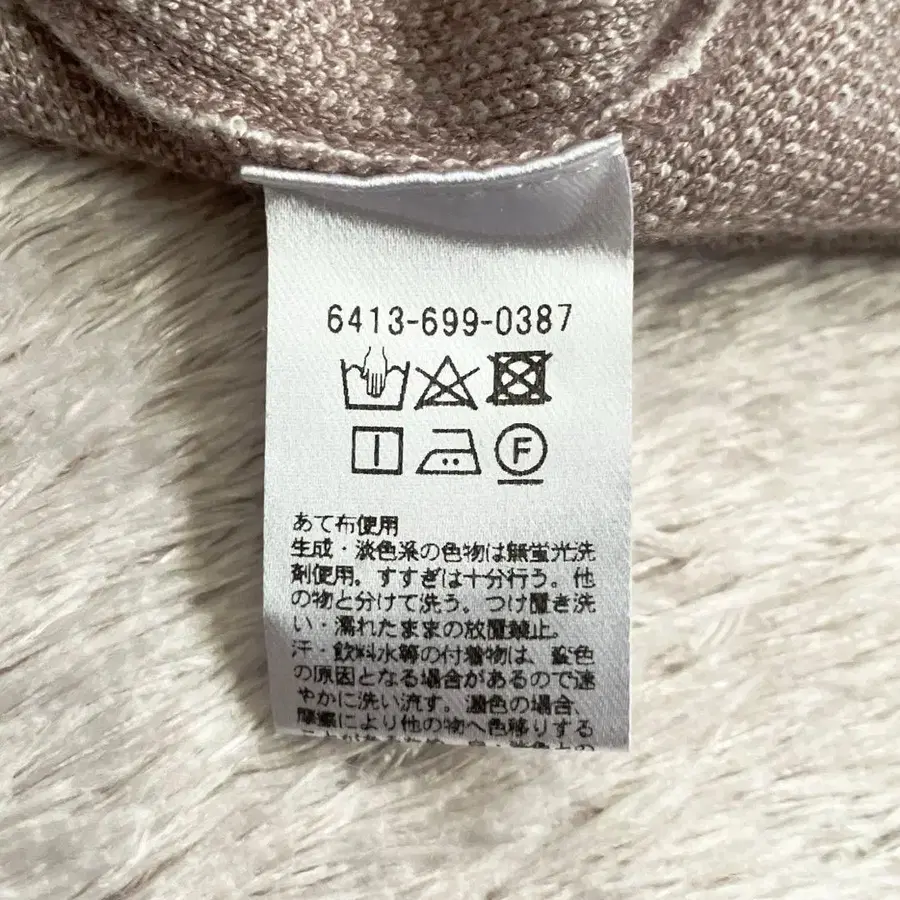 6413-699-0387
F
あて布使用
生成・淡色系の色物は無蛍光洗
剤使用。すすぎは十分行う。他
の物と分けて洗う。つけ置き洗
い・濡れたままの放置禁止。
汗・飲料水等の付着物は、変色
の原因となる場合があるので速
やかに洗い流す。濃色の場合、
摩擦により他の物へ色移りする